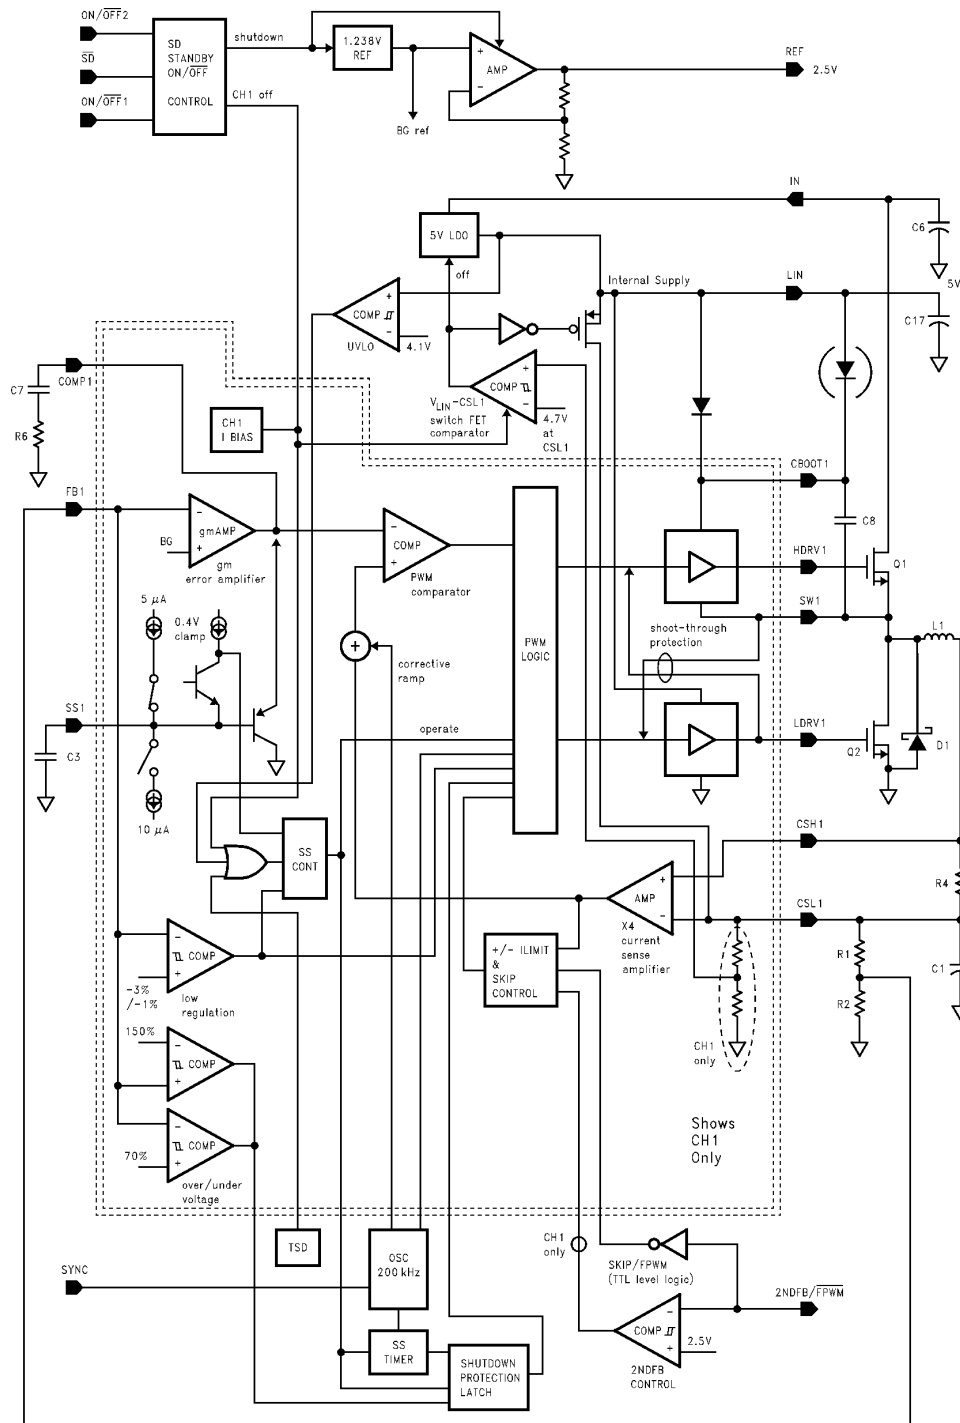 ON/OFF2
SD
ON/OFF1
SD
STANDBY
ON/OFF
CONTROL
shutdown
CH1 off
1.238V
REF
BG ref
+
AMP
-
REF
2.5V
IN
C6
5V LDO
off
Internal Supply
LIN
5V
C17
+
COMP
-
UVLO
4.1V
+
COMP
-
VLIN-CSL1
switch FET
comparator
4.7V
at
CSL1
C7
COMP1
R6
CH1
I BIAS
CBOOT1
C8
FB1
-
gmAMP
+
BG
gm
error amplifier
-
COMP
+
PWM
comparator
PWM
LOGIC
HDRV1
Q1
SW1
L1
shoot-through
protection
5 µA
0.4V
clamp
+
corrective
ramp
SS1
C3
10 µA
operate
LDRV1
Q2
D1
SS
CONT
CSH1
R4
+
AMP
-
X4
current
sense
amplifier
CSL1
R1
R2
C1
+/- ILIMIT
&
SKIP
CONTROL
CH1
only
-
COMP
+
-3%
/-1%
low
regulation
150%
-
COMP
+
-
COMP
+
70%
over/under
voltage
Shows
CH1
Only
TSD
OSC
200 kHz
CH1
only
SKIP/FPWM
(TTL level logic)
SYNC
2NDFB/FPWM
-
COMP
+
2.5V
2NDFB
CONTROL
SS
TIMER
SHUTDOWN
PROTECTION
LATCH